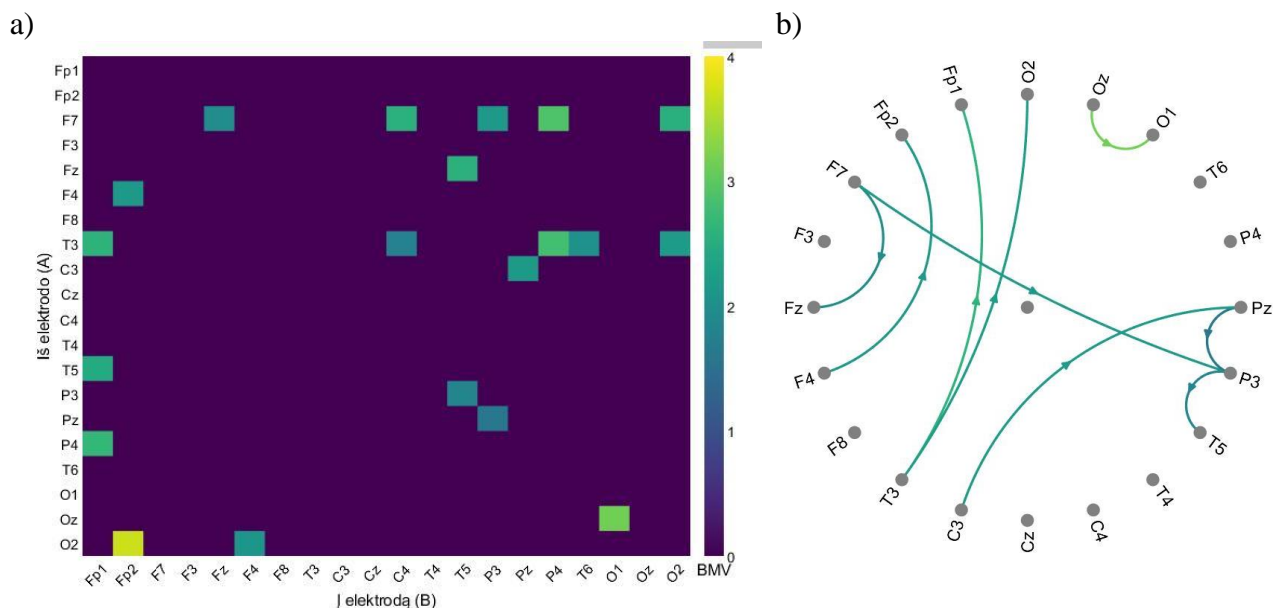 a)
Fp1
Fp2
F7
F3
Fz
F4
F8
T3
C3
Cz
C4
T4
T5
P3
Pz
P4
T6
O1
Oz
O2
Iš elektrodo (A)
Fp1 Fp2 F7 F3 Fz F4 F8 T3 C3 Cz C4 T4 T5 P3 Pz P4 T6 O1 Oz O2
Į elektrodą (B)
4
3
2
1
0
BMV
b)
O2
Oz
O1
T6
P4
Pz
P3
T5
T4
C4
Cz
C3
T3
F8
F4
Fz
F3
F7
Fp2
Fp1